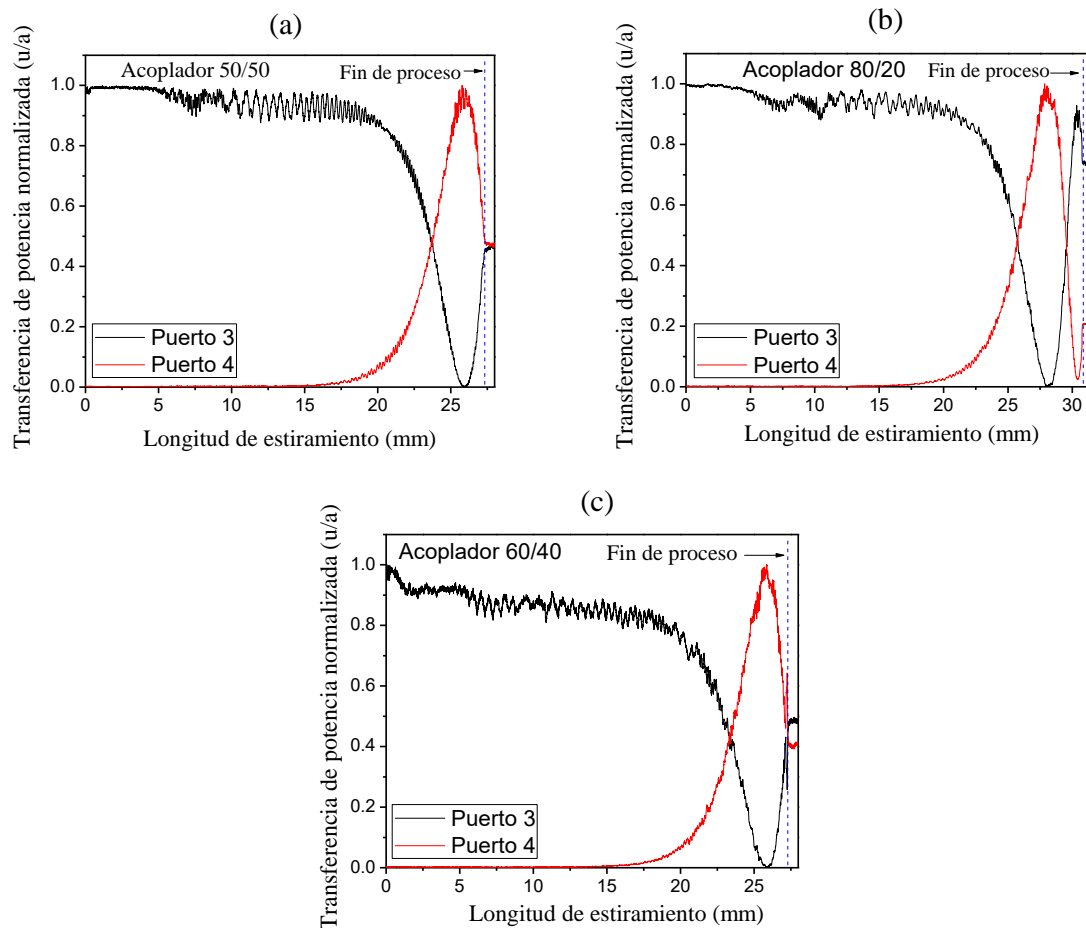 (a)
Transferencia de potencia normalizada (u/a)
Acoplador 50/50
Fin de proceso
1.0
0.8
0.6
0.4
0.2
0.0
Puerto 3
Puerto 4
0 5 10 15 20 25
Longitud de estiramiento (mm)
(b)
Transferencia de potencia normalizada (u/a)
Acoplador 80/20
Fin de proceso
1.0
0.8
0.6
0.4
0.2
0.0
Puerto 3
Puerto 4
0 5 10 15 20 25 30
Longitud de estiramiento (mm)
(c)
Transferencia de potencia normalizada (u/a)
Acoplador 60/40
Fin de proceso
1.0
0.8
0.6
0.4
0.2
0.0
Puerto 3
Puerto 4
0 5 10 15 20 25
Longitud de estiramiento (mm)